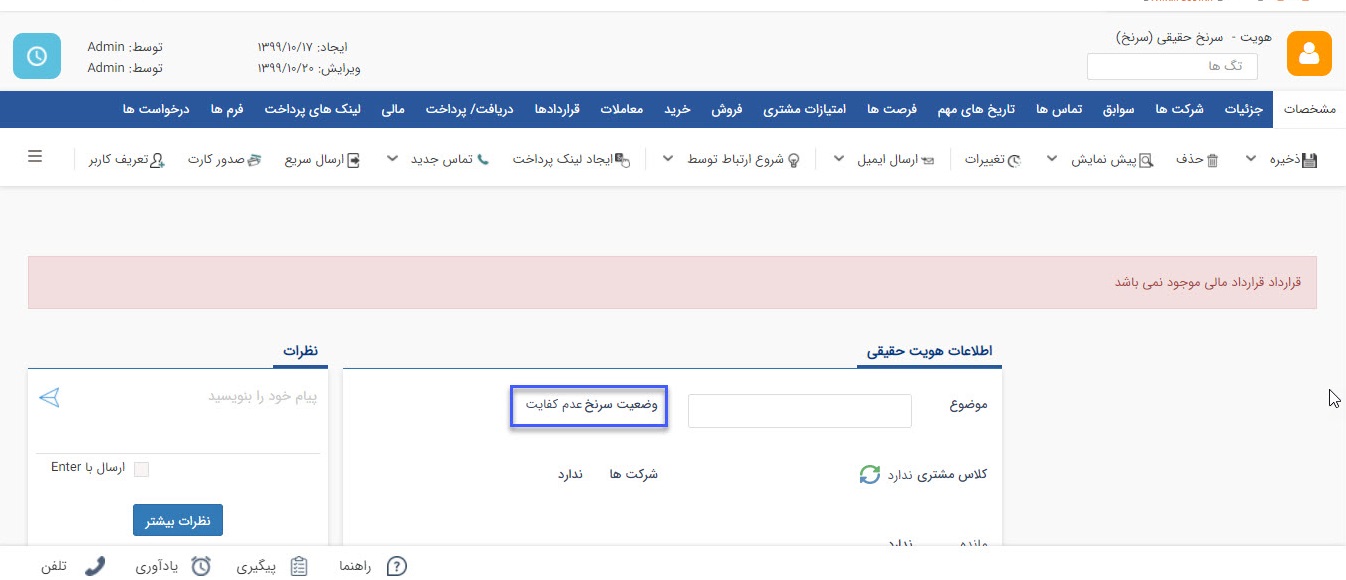 هویت - سرنخ حقیقی (سرنخ)
تگ ها
ایجاد: ۱۳۹۹/۱۰/۱۷ توسط: Admin
ویرایش: ۱۳۹۹/۱۰/۲۰ توسط: Admin
مشخصات جزئیات شرکت ها سوابق تماس ها تاریخ های مهم فرصت ها امتیازات مشتری فروش خرید معاملات قراردادها دریافت/ پرداخت مالی لینک های پرداخت فرم ها درخواست ها
ذخیره حذف پیش نمایش تغییرات ارسال ایمیل شروع ارتباط توسط ایجاد لینک پرداخت تماس جدید ارسال سریع صدور کارت تعریف کاربر
قرارداد قرارداد مالی موجود نمی باشد
اطلاعات هویت حقیقی
موضوع وضعیت سرنخ عدم کفایت
کلاس مشتری ندارد شرکت ها ندارد
مانده ندارد
نظرات
پیام خود را بنویسید
ارسال با Enter
نظرات بیشتر
راهنما پیگیری یادآوری تلفن